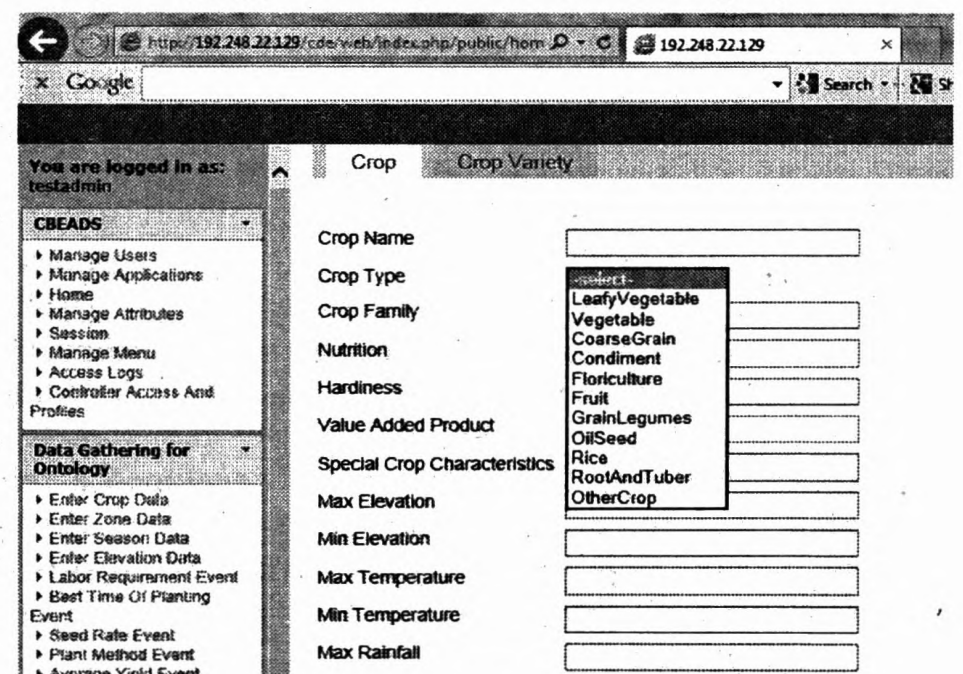 http://192.248.22.129/cde/web/index.php/public/hom
192.248.22.129
×
x Google
Search
You are logged in as:
testadmin
CBEADS
Manage Users
Manage Applications
Home
Manage Attributes
Session
Manage Menu
Access Logs
Controller Access And
Profiles
Data Gathering for
Ontology
Enter Crop Data
Enter Zone Data
Enter Season Data
Enter Elevation Data
Labor Requirement Event
Best Time Of Planting
Event
Seed Rate Event
Plant Method Event
Average Yield Event
Crop
Crop Variety
Crop Name
Crop Type
-select-
LeafyVegetable
Vegetable
CoarseGrain
Condiment
Floriculture
Fruit
GrainLegumes
OilSeed
Rice
RootAndTuber
OtherCrop
Crop Family
Nutrition
Hardiness
Value Added Product
Special Crop Characteristics
Max Elevation
Min Elevation
Max Temperature
Min Temperature
Max Rainfall